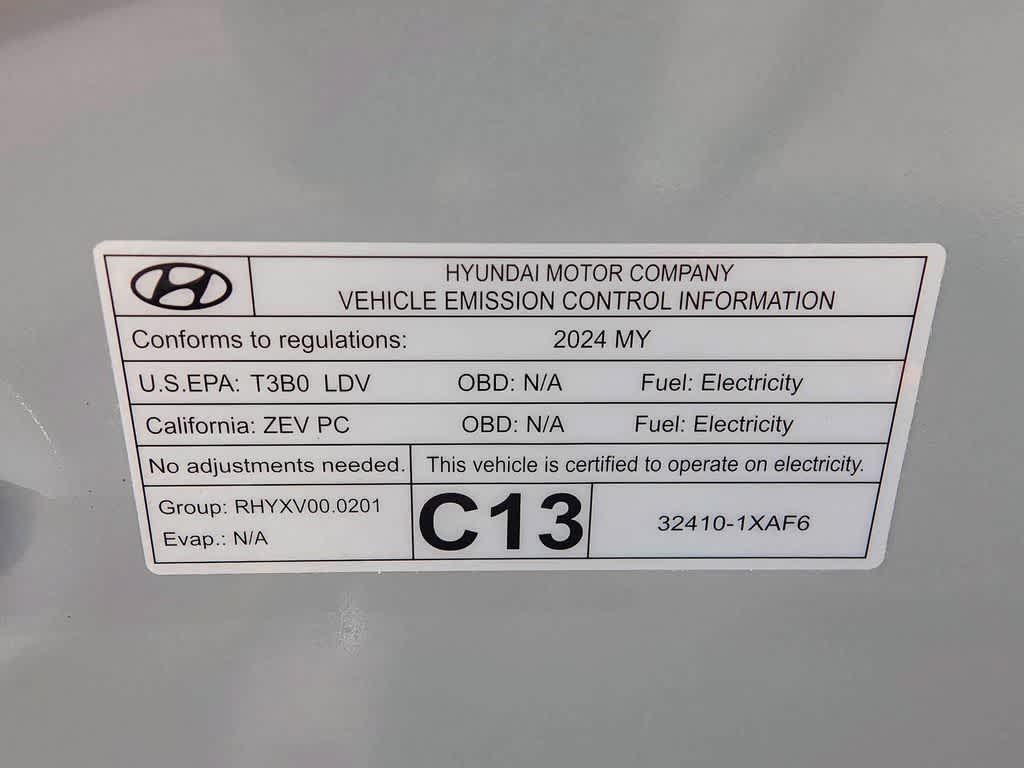 HYUNDAI MOTOR COMPANY
VEHICLE EMISSION CONTROL INFORMATION
Conforms to regulations: 2024 MY
U.S.EPA: T3B0 LDV OBD: N/A Fuel: Electricity
California: ZEV PC OBD: N/A Fuel: Electricity
No adjustments needed. This vehicle is certified to operate on electricity.
Group: RHYXV00.0201
Evap.: N/A
C13
32410-1XAF6